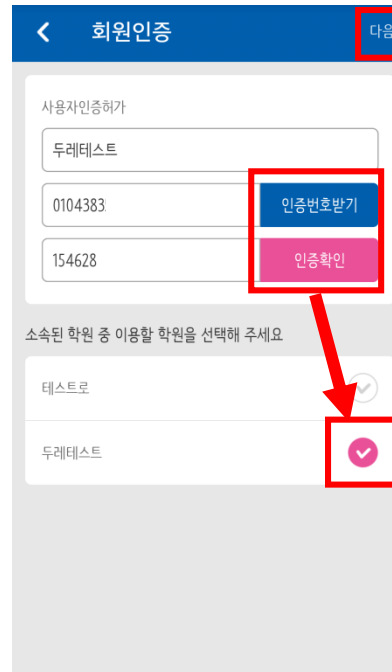 회원인증
다음
사용자인증허가
두레테스트
0104383
인증번호받기
154628
인증확인
소속된 학원 중 이용할 학원을 선택해 주세요
테스트로
두레테스트